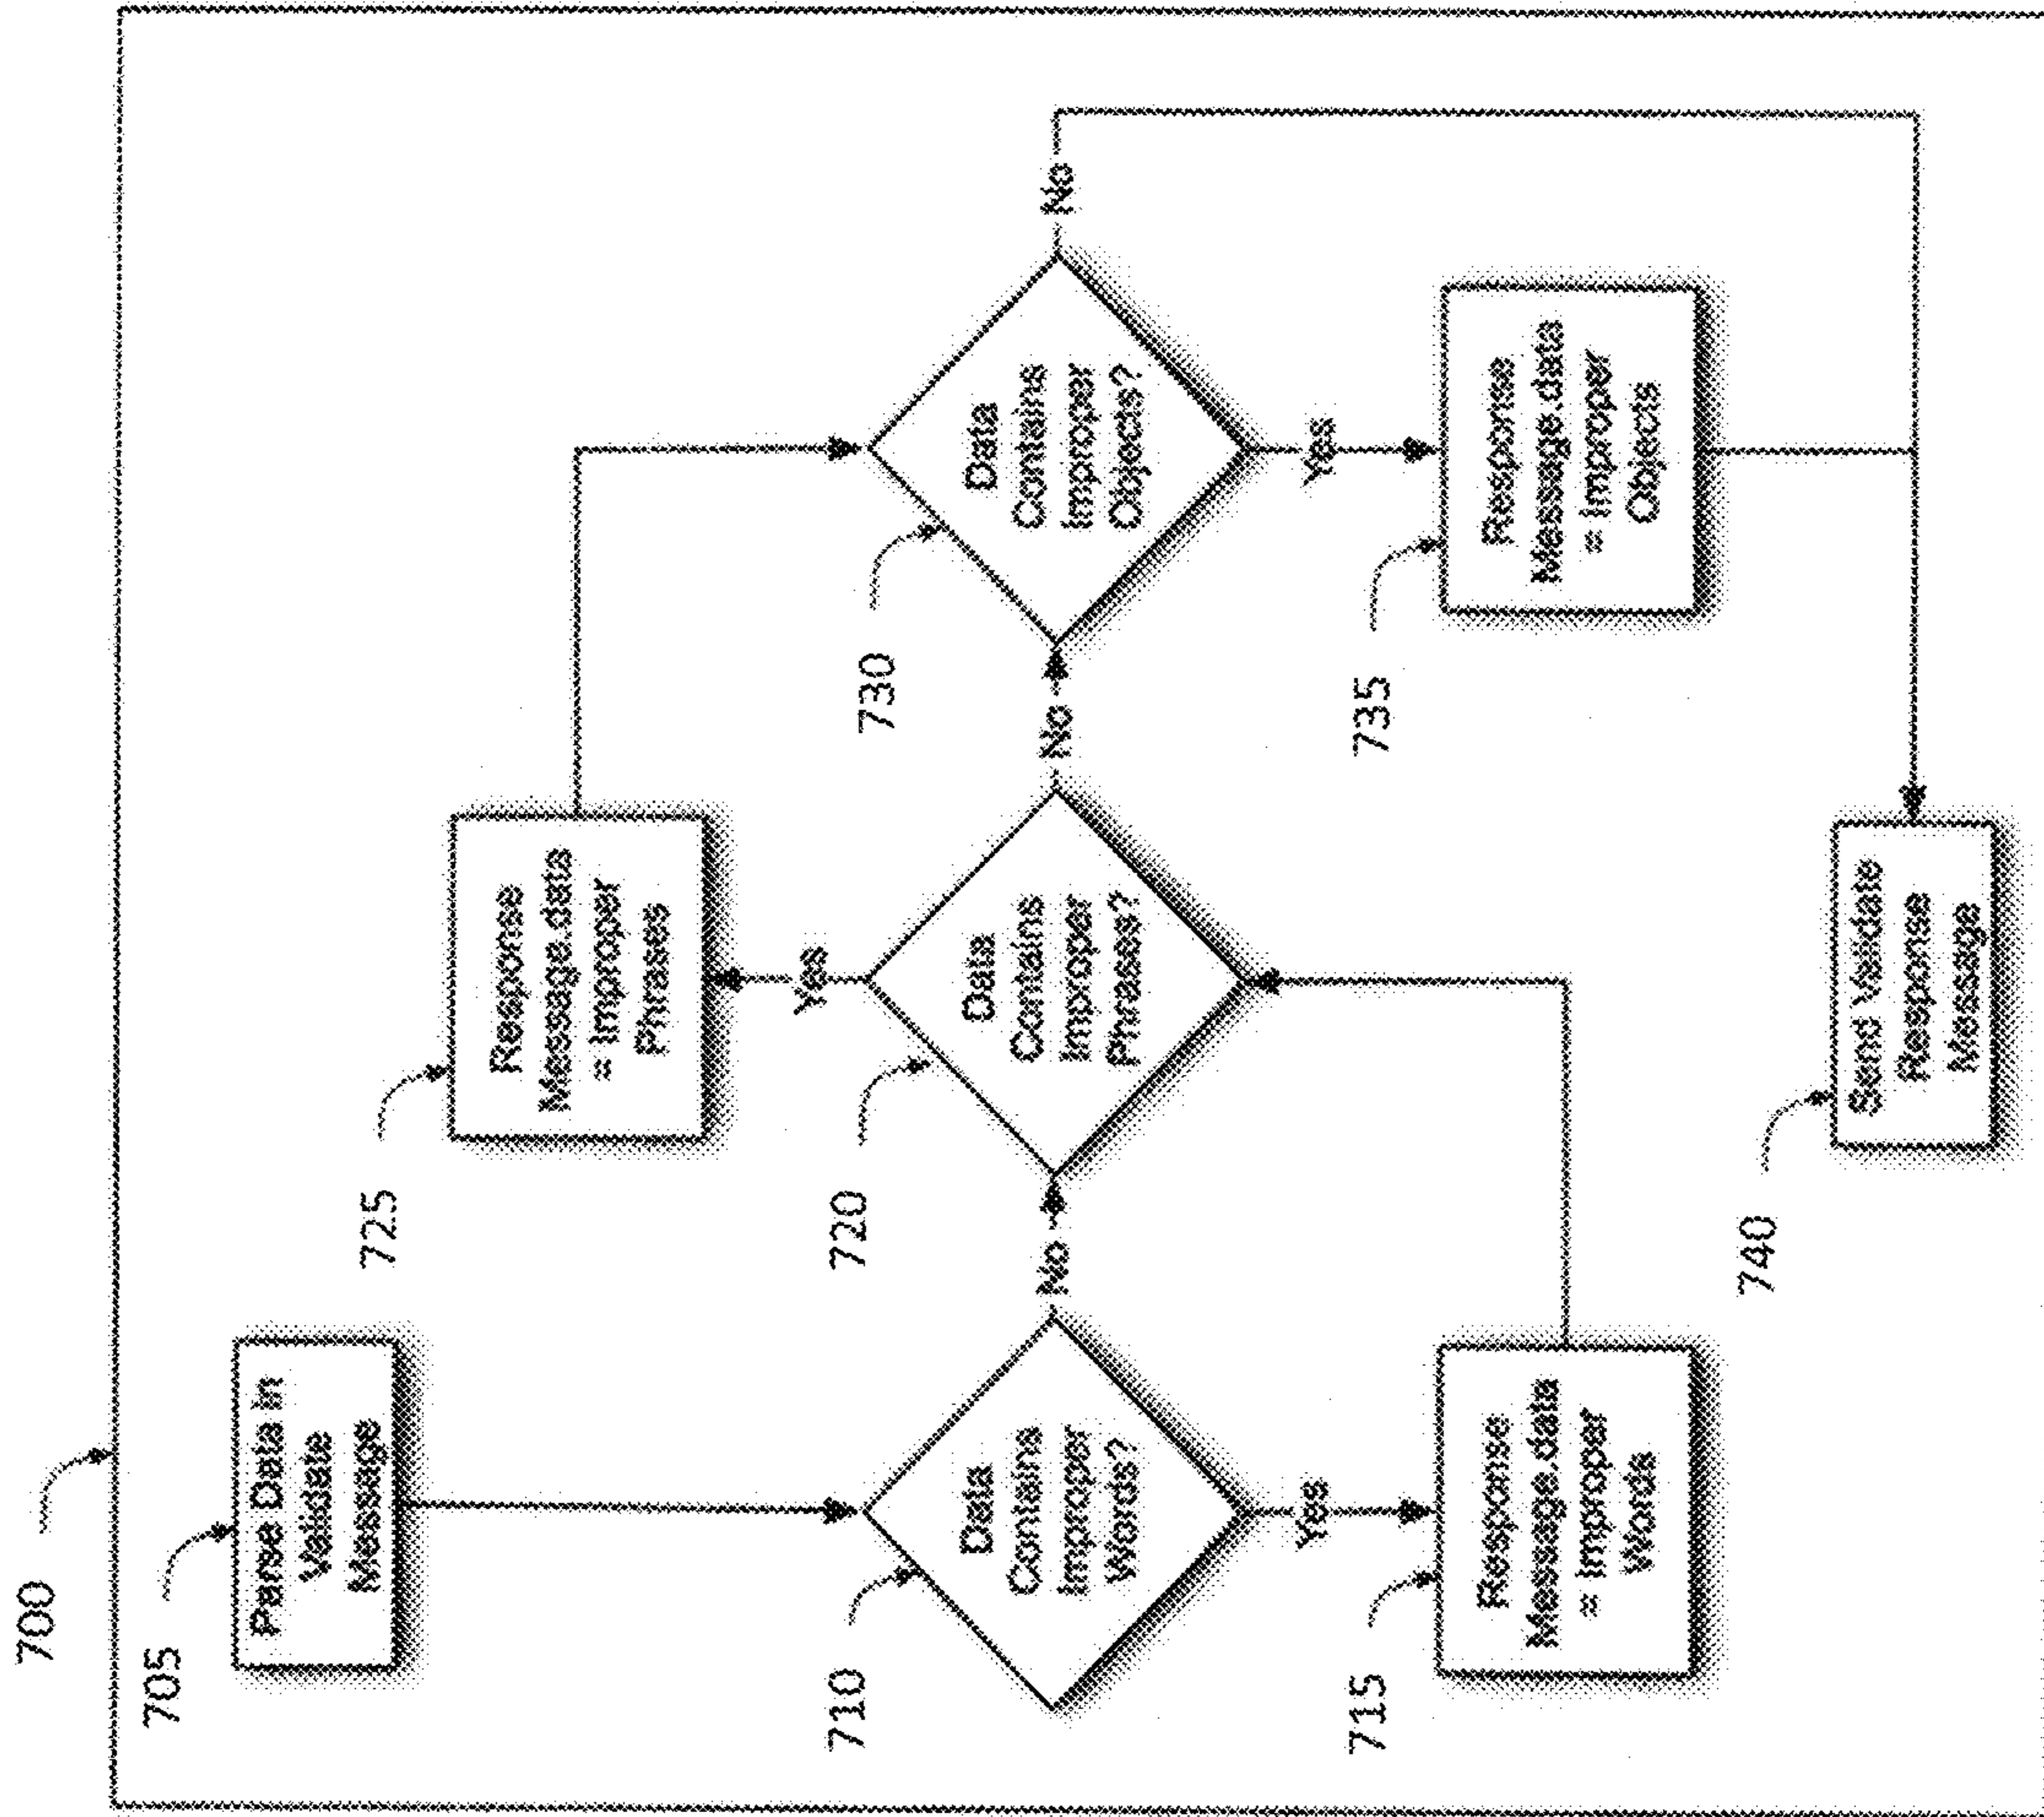 700
705
Parse Data in
Validate
Message
710
Data
Contains
Improper
Words?
Yes
No
715
Response
Message.data
= Improper
Words
720
Data
Contains
Improper
Phrases?
Yes
No
725
Response
Message.data
= Improper
Phrases
730
Data
Contains
Improper
Objects?
Yes
No
735
Response
Message.data
= Improper
Objects
740
Send Validate
Response
Message